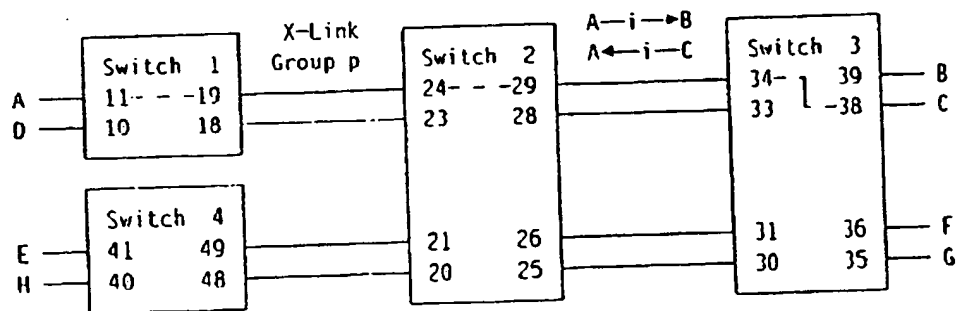 X-Link
Group p
A—i—►B
A◄—i—C
Switch 1
11- - -19
10 18
A
D
Switch 4
41 49
40 48
E
H
Switch 2
24- - -29
23 28
21 26
20 25
Switch 3
34- 39
33 -38
31 36
30 35
B
C
F
G